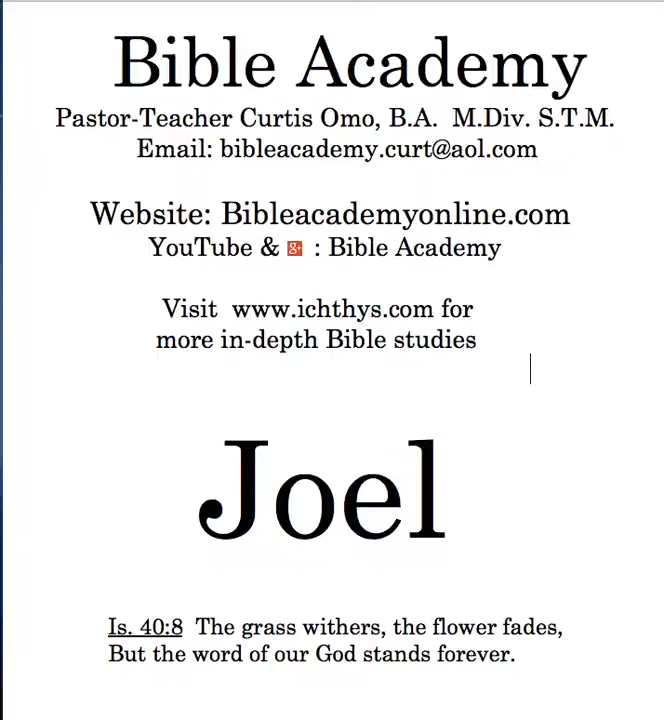 Bible Academy
Pastor-Teacher Curtis Omo, B.A. M.Div. S.T.M.
Email: bibleacademy.curt@aol.com
Website: Bibleacademyonline.com
YouTube & g+ : Bible Academy
Visit www.ichthys.com for
more in-depth Bible studies
Joel
Is. 40:8 The grass withers, the flower fades,
But the word of our God stands forever.